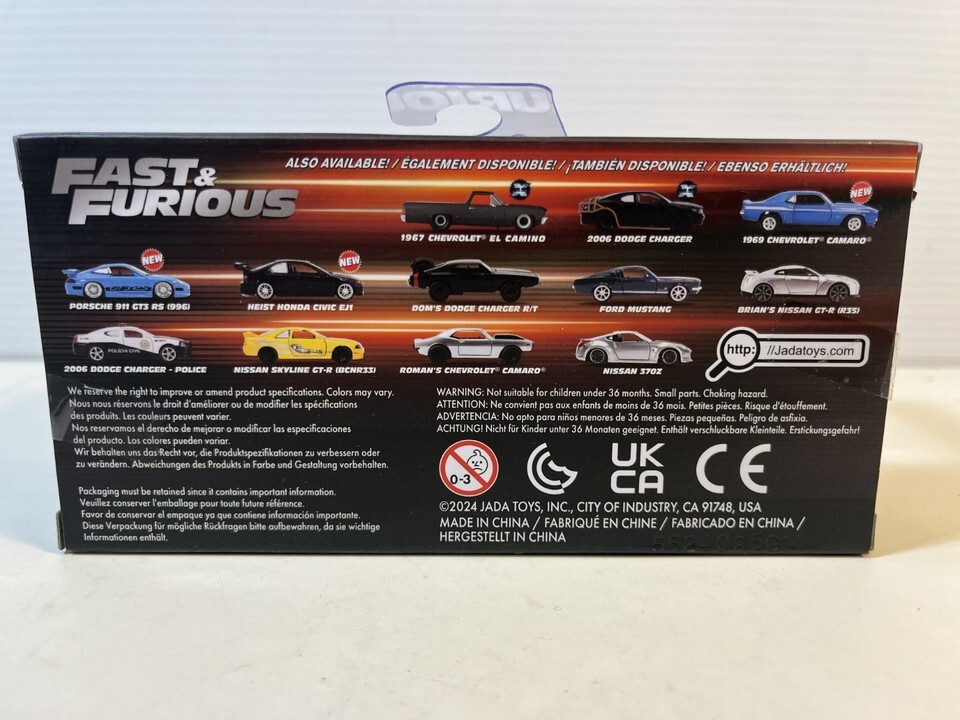 FAST & FURIOUS
ALSO AVAILABLE! / ÉGALEMENT DISPONIBLE! / ¡TAMBIÉN DISPONIBLE! / EBENSO ERHÄLTLICH!
NEW
1967 CHEVROLET® EL CAMINO
2006 DODGE CHARGER
1969 CHEVROLET® CAMARO®
NEW
NEW
PORSCHE 911 GT3 RS (996)
HEIST HONDA CIVIC EJ1
DOM'S DODGE CHARGER R/T
FORD MUSTANG
BRIAN'S NISSAN GT-R (R35)
POLÍCIA CIVIL
2006 DODGE CHARGER - POLICE
NISSAN SKYLINE GT-R (BCNR33)
ROMAN'S CHEVROLET® CAMARO®
NISSAN 370Z
http: //Jadatoys.com
We reserve the right to improve or amend product specifications. Colors may vary.
Nous nous réservons le droit d'améliorer ou de modifier les spécifications
des produits. Les couleurs peuvent varier.
Nos reservamos el derecho de mejorar o modificar las especificaciones
del producto. Los colores pueden variar.
Wir behalten uns das Recht vor, die Produktspezifikationen zu verbessern oder
zu verändern. Abweichungen des Produkts in Farbe und Gestaltung vorbehalten.
Packaging must be retained since it contains important information.
Veuillez conserver l'emballage pour toute future référence.
Favor de conservar el empaque ya que contiene información importante.
Diese Verpackung für mögliche Rückfragen bitte aufbewahren, da sie wichtige
Informationen enthält.
WARNING: Not suitable for children under 36 months. Small parts. Choking hazard.
ATTENTION: Ne convient pas aux enfants de moins de 36 mois. Petites pièces. Risque d'étouffement.
ADVERTENCIA: No apto para niños menores de 36 meses. Piezas pequeñas. Peligro de asfixia.
ACHTUNG! Nicht für Kinder unter 36 Monaten geeignet. Enthält verschluckbare Kleinteile. Erstickungsgefahr!
0-3
UK
CA
CE
©2024 JADA TOYS, INC., CITY OF INDUSTRY, CA 91748, USA
MADE IN CHINA / FABRIQUÉ EN CHINE / FABRICADO EN CHINA /
HERGESTELLT IN CHINA